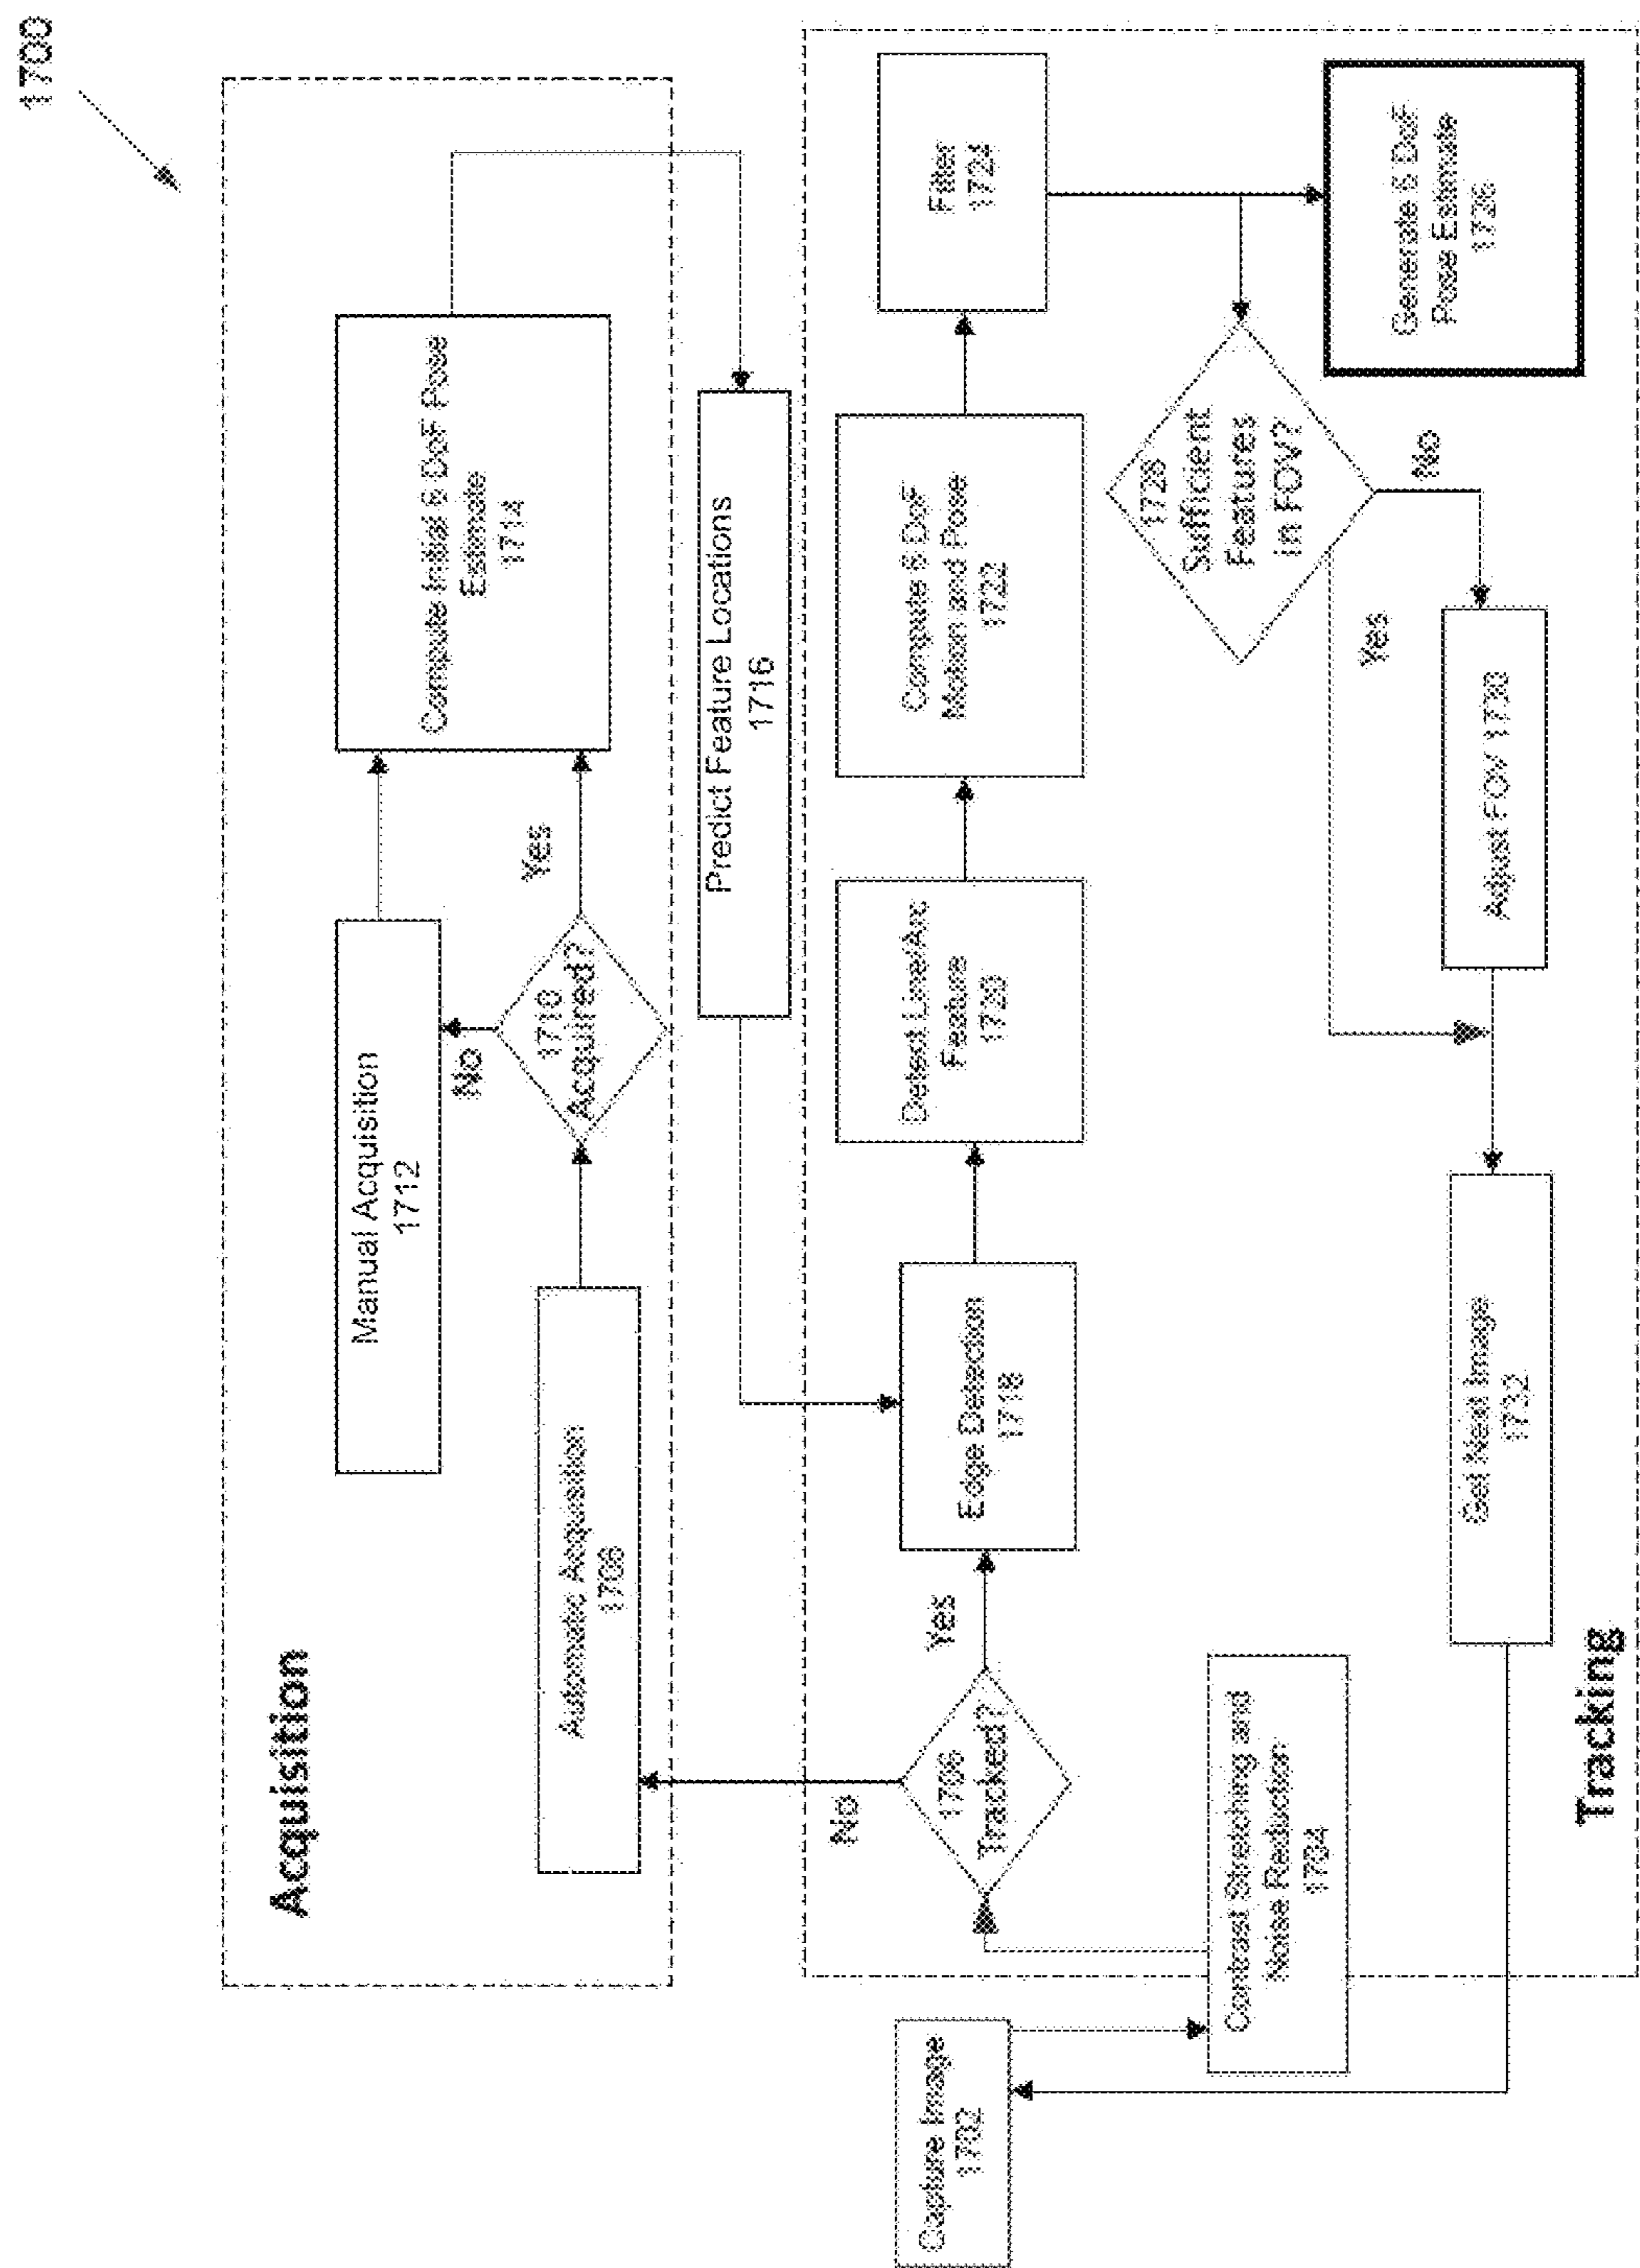 1700
Acquisition
Manual Acquisition
1712
Automatic Acquisition
1708
No
1710
Acquired?
Yes
Compute Initial 6 DoF Pose
Estimate
1714
Predict Feature Locations
1716
Capture Image
1702
Contrast Stretching and
Noise Reduction
1704
1706
Tracked?
No
Yes
Edge Detection
1718
Detect Line/Arc
Feature
1720
Compute 6 DoF
Motion and Pose
1722
Filter
1724
Generate 6 DoF
Pose Estimate
1726
1728
Sufficient
Features
in FOV?
No
Yes
Adjust FOV 1730
Get Next Image
1732
Tracking